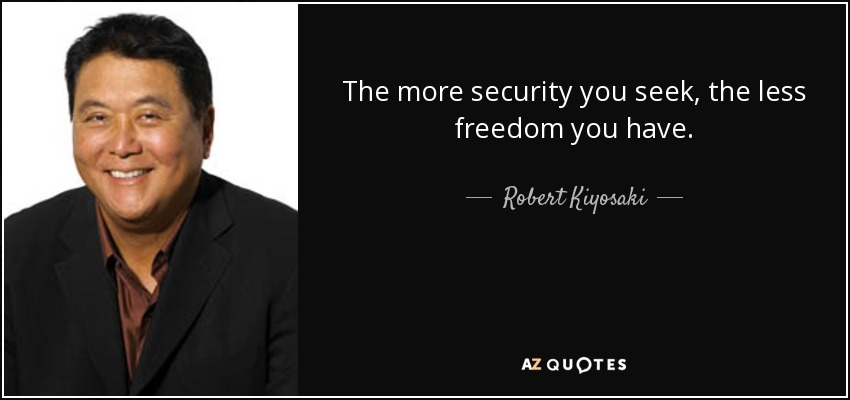 The more security you seek, the less
freedom you have.
Robert Kiyosaki
AZ QUOTES